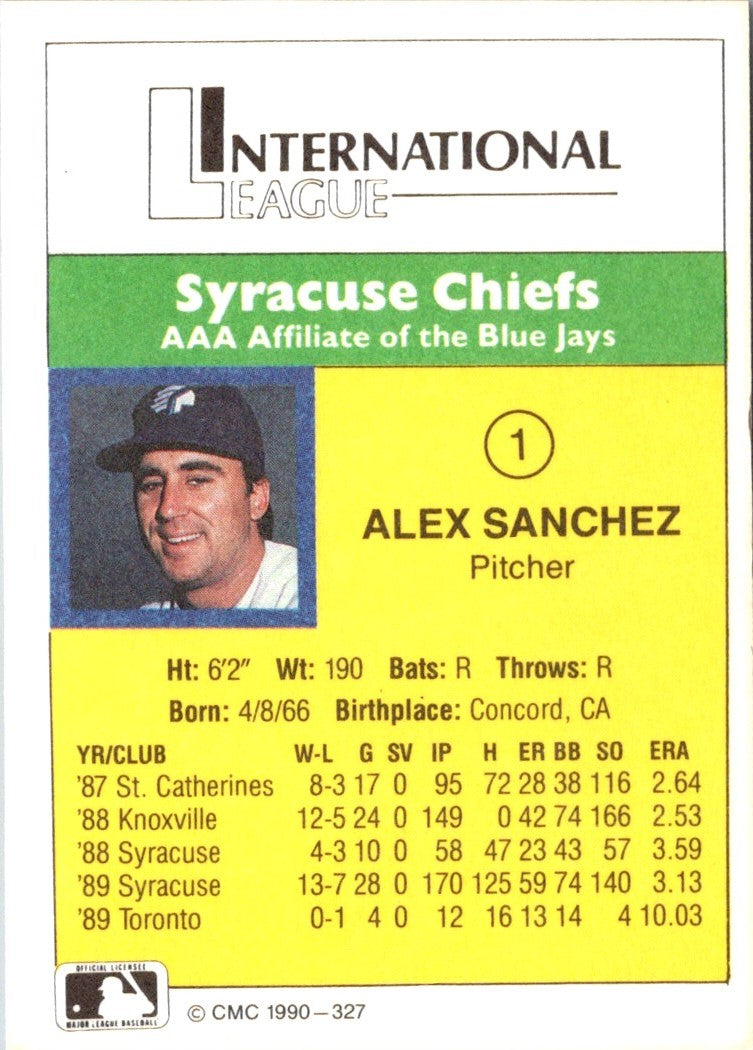 INTERNATIONAL
LEAGUE
Syracuse Chiefs
AAA Affiliate of the Blue Jays
1
ALEX SANCHEZ
Pitcher
Ht: 6'2" Wt: 190 Bats: R Throws: R
Born: 4/8/66 Birthplace: Concord, CA
YR/CLUB W-L G SV IP H ER BB SO ERA
'87 St. Catherines 8-3 17 0 95 72 28 38 116 2.64
'88 Knoxville 12-5 24 0 149 0 42 74 166 2.53
'88 Syracuse 4-3 10 0 58 47 23 43 57 3.59
'89 Syracuse 13-7 28 0 170 125 59 74 140 3.13
'89 Toronto 0-1 4 0 12 16 13 14 4 10.03
OFFICIAL LICENSEE
MAJOR LEAGUE BASEBALL
© CMC 1990–327